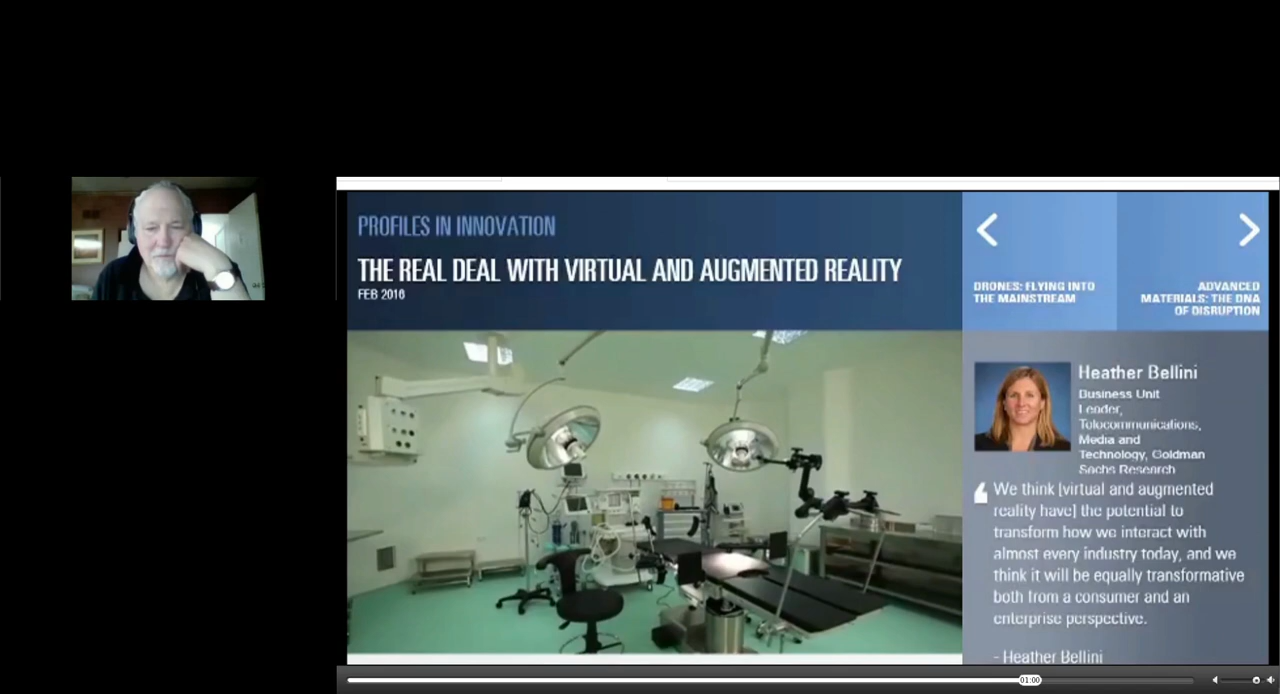 PROFILES IN INNOVATION
THE REAL DEAL WITH VIRTUAL AND AUGMENTED REALITY
FEB 2016
DRONES: FLYING INTO
THE MAINSTREAM
ADVANCED
MATERIALS: THE DNA
OF DISRUPTION
Heather Bellini
Business Unit
Leader,
Telecommunications,
Media and
Technology, Goldman
Sachs Research
We think [virtual and augmented
reality have] the potential to
transform how we interact with
almost every industry today, and we
think it will be equally transformative
both from a consumer and an
enterprise perspective.
- Heather Bellini
01:00